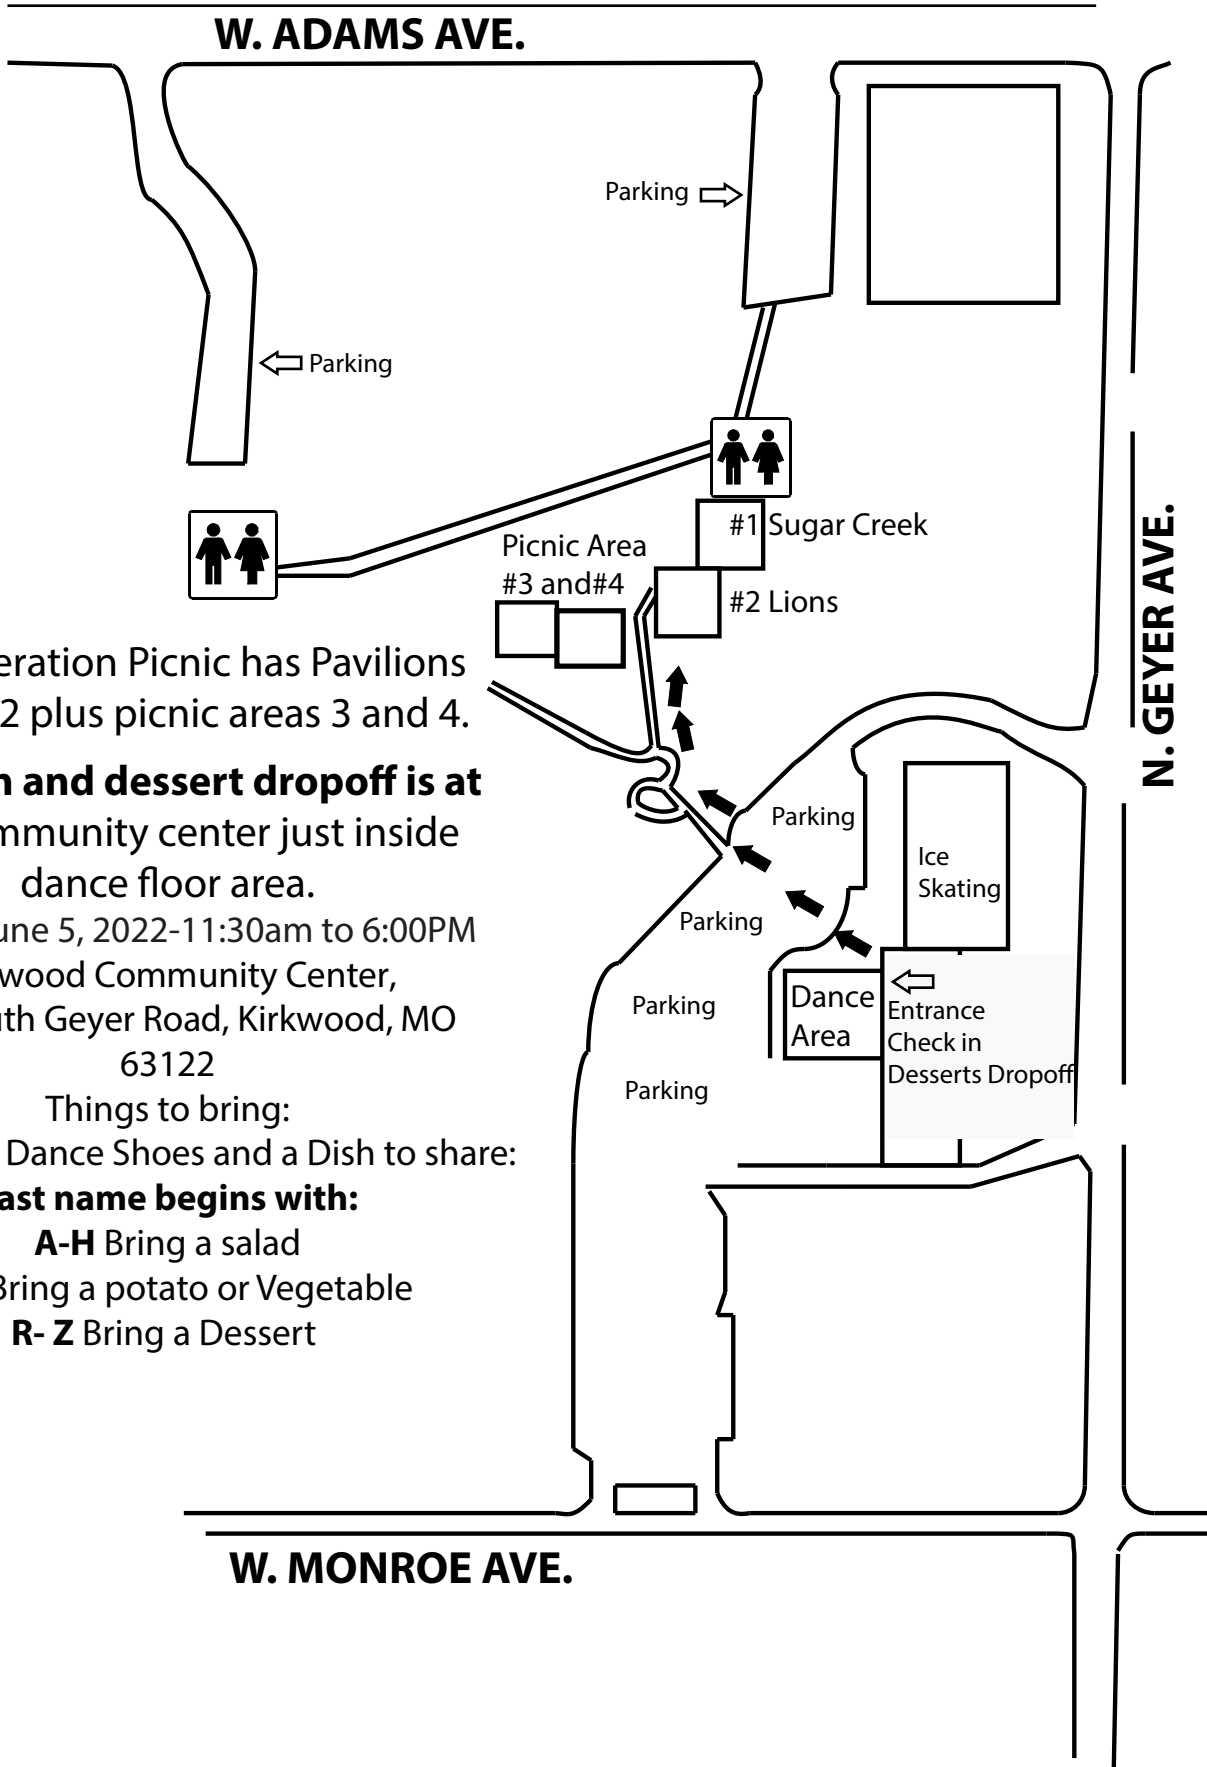 W. ADAMS AVE.
Parking
Parking
#1 Sugar Creek
Picnic Area
#3 and#4
#2 Lions
N. GEYER AVE.
eration Picnic has Pavilions
2 plus picnic areas 3 and 4.
and dessert dropoff is at
mmunity center just inside
dance floor area.
une 5, 2022-11:30am to 6:00PM
wood Community Center,
uth Geyer Road, Kirkwood, MO
63122
Things to bring:
Dance Shoes and a Dish to share:
ast name begins with:
A-H Bring a salad
Bring a potato or Vegetable
R- Z Bring a Dessert
Parking
Ice
Skating
Parking
Parking
Dance
Area
Entrance
Check in
Desserts Dropoff
Parking
W. MONROE AVE.